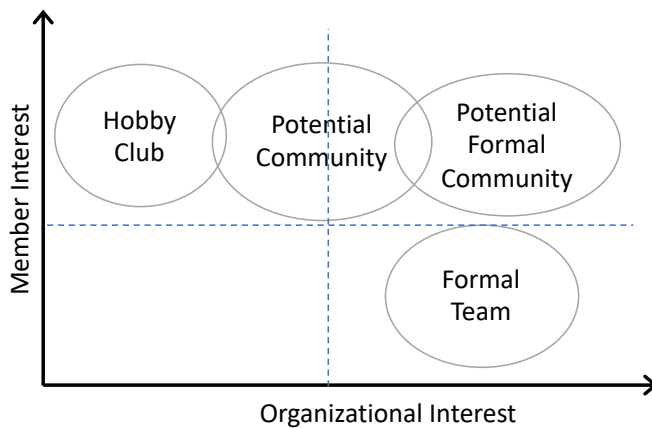 Member Interest
Hobby
Club
Potential
Community
Potential
Formal
Community
Formal
Team
Organizational Interest